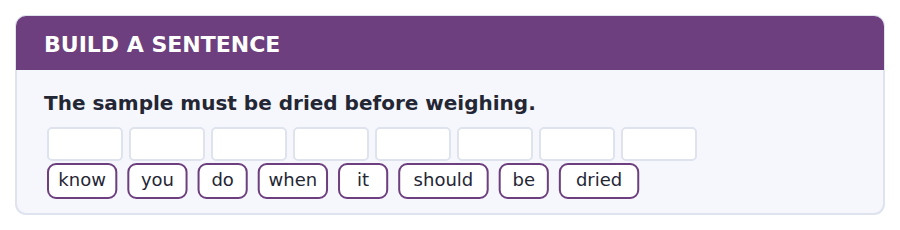 BUILD A SENTENCE
The sample must be dried before weighing.
know you do when it should be dried